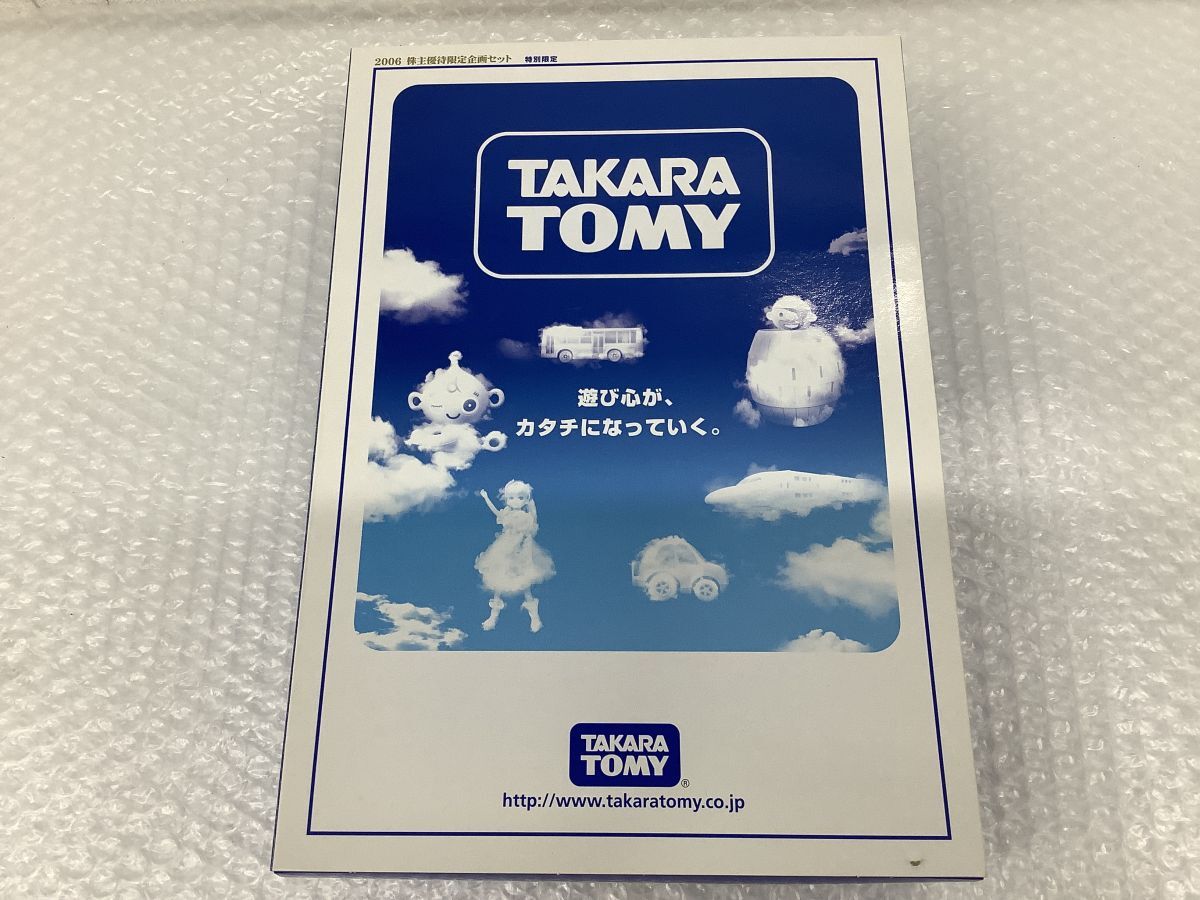 2006 株主優待限定企画セット 特別限定
TAKARA
TOMY
遊び心が、
カタチになっていく。
TAKARA
TOMY
®
http://www.takaratomy.co.jp